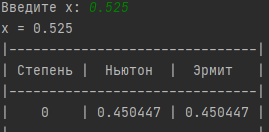 Введите x: 0.525
x = 0.525
|-------------------------------|
| Степень |   Ньютон   |   Эрмит   |
|-------------------------------|
|    0    | 0.450447 | 0.450447 |